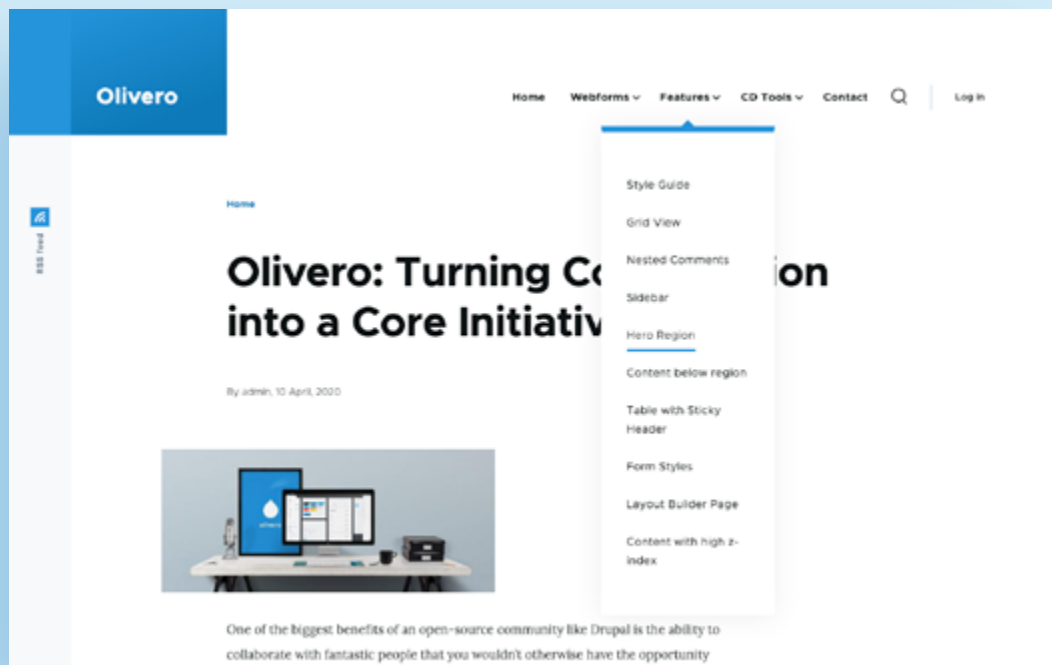 Olivero
Home Webforms Features CD Tools Contact Log in
RSS feed
Home
Olivero: Turning Co ion
into a Core Initiativ
By admin, 10 April, 2020
Style Guide
Grid View
Nested Comments
Sidebar
Hero Region
Content below region
Table with Sticky
Header
Form Styles
Layout Builder Page
Content with high z-
index
olivero
One of the biggest benefits of an open-source community like Drupal is the ability to
collaborate with fantastic people that you wouldn't otherwise have the opportunity